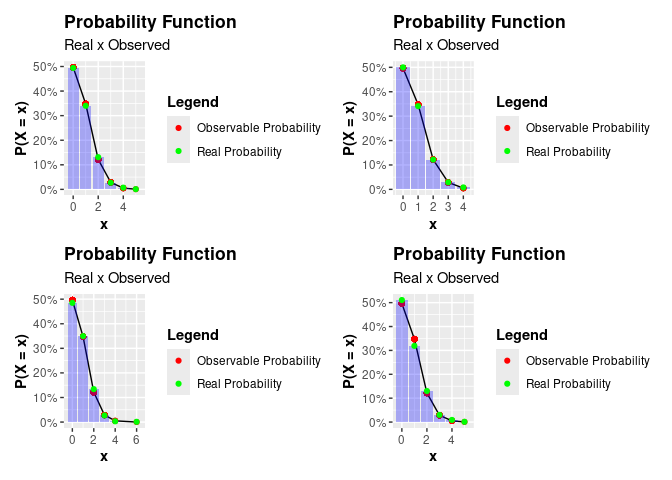 Probability Function
Real x Observed
50%
40%
30%
20%
10%
0%
P(X = x)
0 2 4
x
Legend
Observable Probability
Real Probability
Probability Function
Real x Observed
50%
40%
30%
20%
10%
0%
P(X = x)
0 1 2 3 4
x
Legend
Observable Probability
Real Probability
Probability Function
Real x Observed
50%
40%
30%
20%
10%
0%
P(X = x)
0 2 4 6
x
Legend
Observable Probability
Real Probability
Probability Function
Real x Observed
50%
40%
30%
20%
10%
0%
P(X = x)
0 2 4
x
Legend
Observable Probability
Real Probability